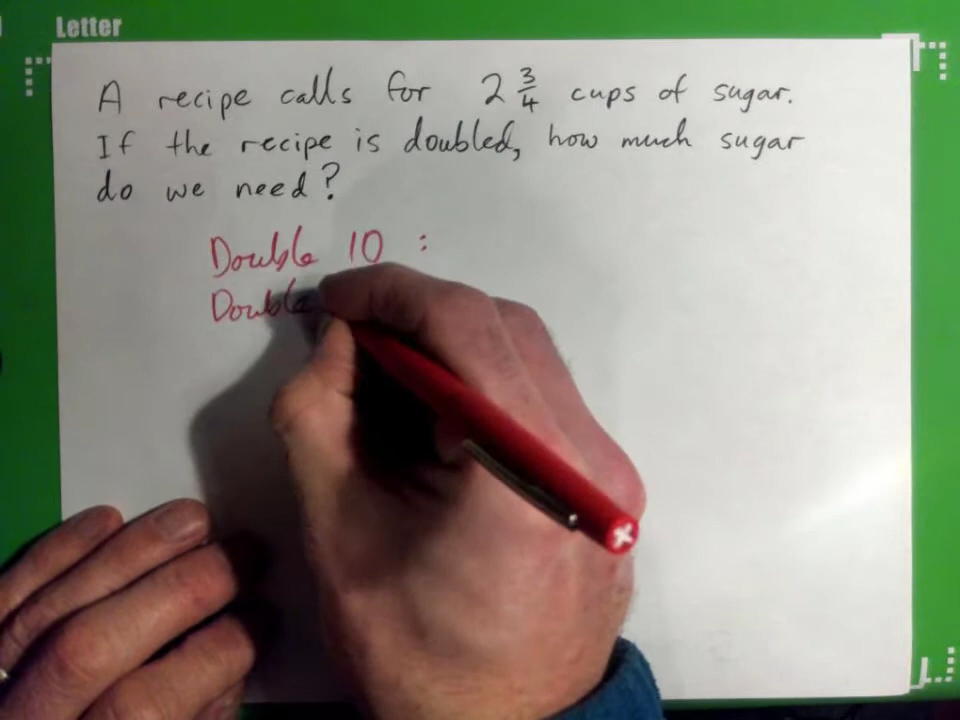 Letter
A recipe calls for 2 3/4 cups of sugar.
If the recipe is doubled, how much sugar
do we need?
Double 10 :
Double